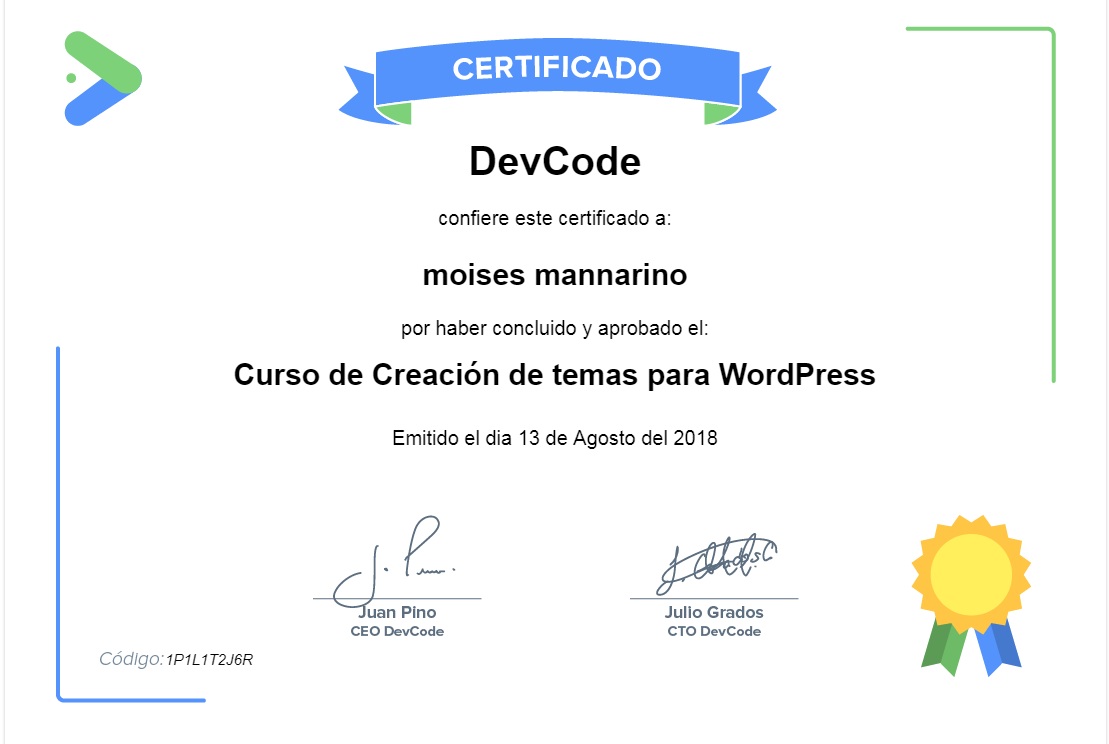 CERTIFICADO
DevCode
confiere este certificado a:
moises mannarino
por haber concluido y aprobado el:
Curso de Creación de temas para WordPress
Emitido el dia 13 de Agosto del 2018
Juan Pino
CEO DevCode
Julio Grados
CTO DevCode
Código: 1P1L1T2J6R